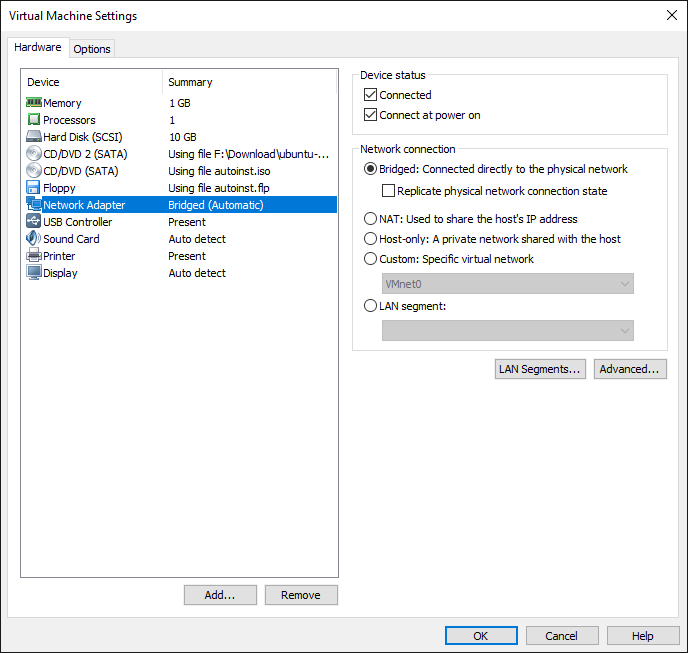 Virtual Machine Settings
Hardware Options
Device Summary
Memory 1 GB
Processors 1
Hard Disk (SCSI) 10 GB
CD/DVD 2 (SATA) Using file F:\Download\ubuntu-...
CD/DVD (SATA) Using file autoinst.iso
Floppy Using file autoinst.flp
Network Adapter Bridged (Automatic)
USB Controller Present
Sound Card Auto detect
Printer Present
Display Auto detect
Add...
Remove
Device status
Connected
Connect at power on
Network connection
Bridged: Connected directly to the physical network
Replicate physical network connection state
NAT: Used to share the host's IP address
Host-only: A private network shared with the host
Custom: Specific virtual network
VMnet0
LAN segment:
LAN Segments...
Advanced...
OK
Cancel
Help